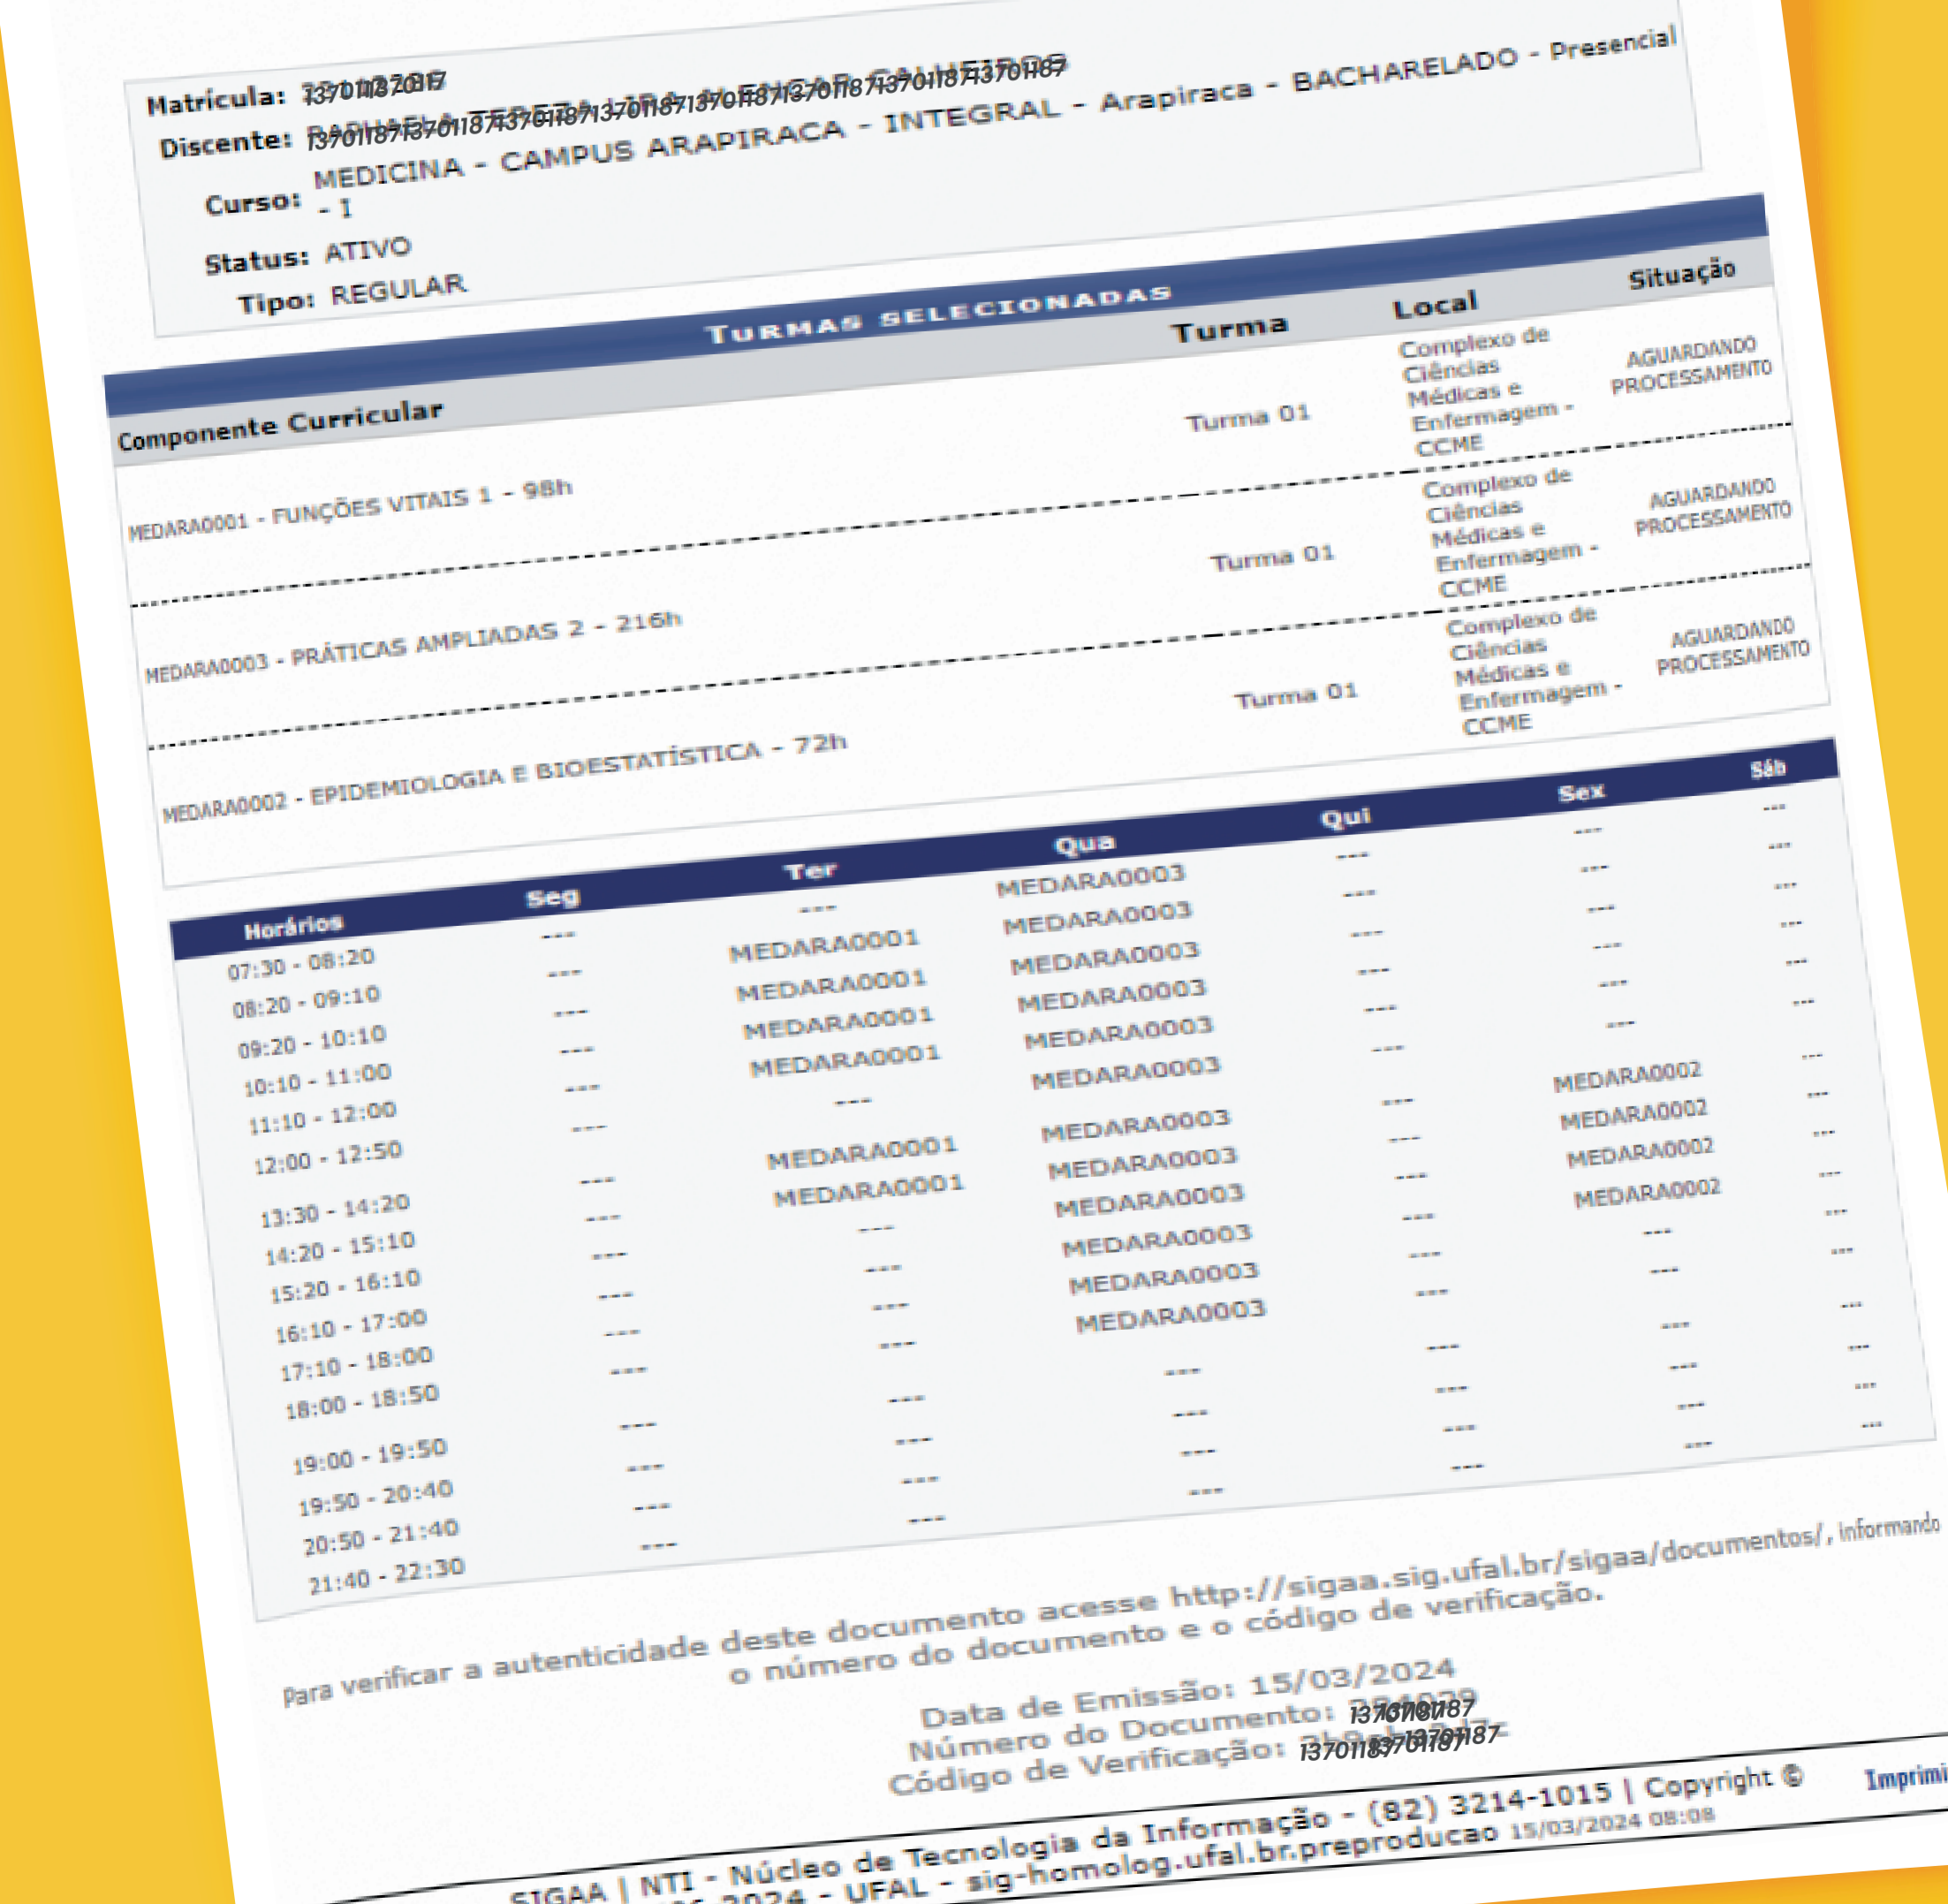 Matrícula:
Discente:
Curso: MEDICINA - CAMPUS ARAPIRACA - INTEGRAL - Arapiraca - BACHARELADO - Presencial
- I
Status: ATIVO
Tipo: REGULAR
TURMAS SELECIONADAS
Componente Curricular Turma Local Situação
MEDARA0001 - FUNÇÕES VITAIS 1 - 98h Turma 01 Complexo de Ciências Médicas e Enfermagem - CCME AGUARDANDO PROCESSAMENTO
MEDARA0003 - PRÁTICAS AMPLIADAS 2 - 216h Turma 01 Complexo de Ciências Médicas e Enfermagem - CCME AGUARDANDO PROCESSAMENTO
MEDARA0002 - EPIDEMIOLOGIA E BIOESTATÍSTICA - 72h Turma 01 Complexo de Ciências Médicas e Enfermagem - CCME AGUARDANDO PROCESSAMENTO
Horários Seg Ter Qua Qui Sex Sáb
07:30 - 08:20 --- --- MEDARA0003 --- --- ---
08:20 - 09:10 --- MEDARA0001 MEDARA0003 --- --- ---
09:20 - 10:10 --- MEDARA0001 MEDARA0003 --- --- ---
10:10 - 11:00 --- MEDARA0001 MEDARA0003 --- --- ---
11:10 - 12:00 --- MEDARA0001 MEDARA0003 --- --- ---
12:00 - 12:50 --- --- MEDARA0003 --- --- ---
13:30 - 14:20 --- MEDARA0001 MEDARA0003 --- MEDARA0002 ---
14:20 - 15:10 --- MEDARA0001 MEDARA0003 --- MEDARA0002 ---
15:20 - 16:10 --- --- MEDARA0003 --- MEDARA0002 ---
16:10 - 17:00 --- --- MEDARA0003 --- MEDARA0002 ---
17:10 - 18:00 --- --- MEDARA0003 --- --- ---
18:00 - 18:50 --- --- MEDARA0003 --- --- ---
19:00 - 19:50 --- --- --- --- --- ---
19:50 - 20:40 --- --- --- --- --- ---
20:50 - 21:40 --- --- --- --- --- ---
21:40 - 22:30 --- --- --- --- --- ---
Para verificar a autenticidade deste documento acesse http://sigaa.sig.ufal.br/sigaa/documentos/, informando
o número do documento e o código de verificação.
Data de Emissão: 15/03/2024
Número do Documento:
Código de Verificação:
SIGAA | NTI - Núcleo de Tecnologia da Informação - (82) 3214-1015 | Copyright ©
2024 - UFAL - sig-homolog.ufal.br.preproducao 15/03/2024 08:08